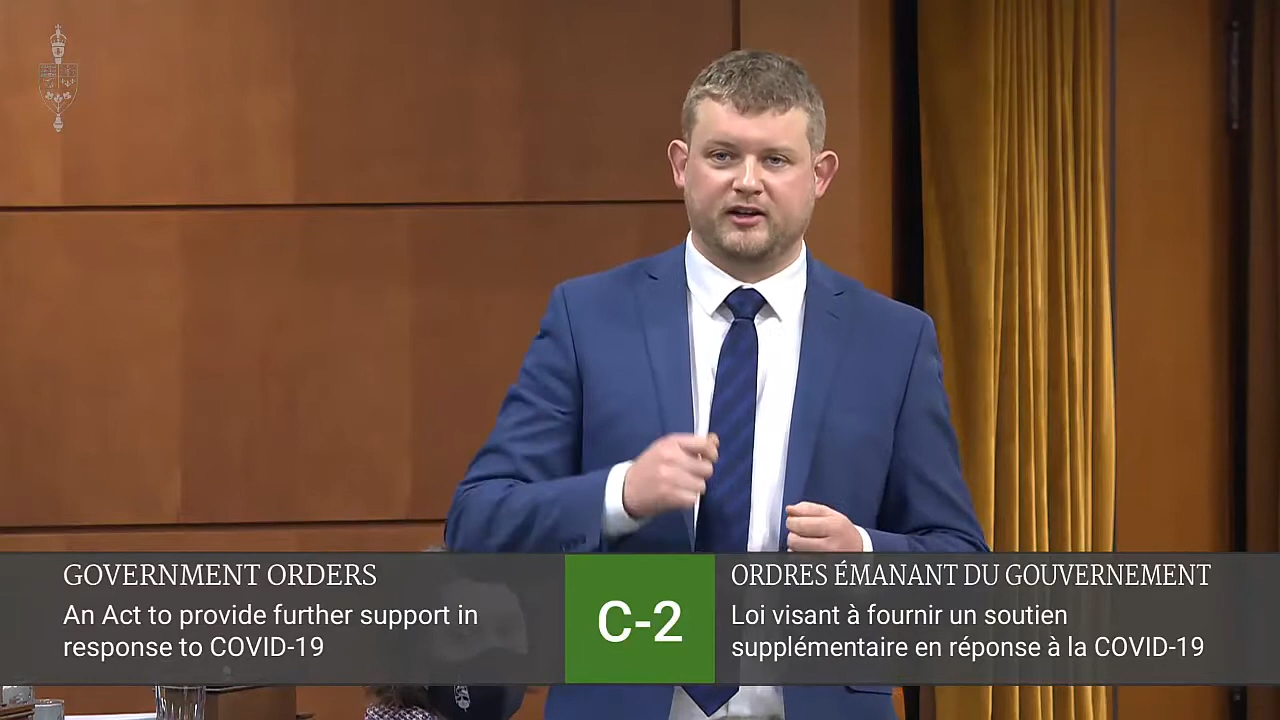 GOVERNMENT ORDERS
An Act to provide further support in
response to COVID-19
C-2
ORDRES ÉMANANT DU GOUVERNEMENT
Loi visant à fournir un soutien
supplémentaire en réponse à la COVID-19